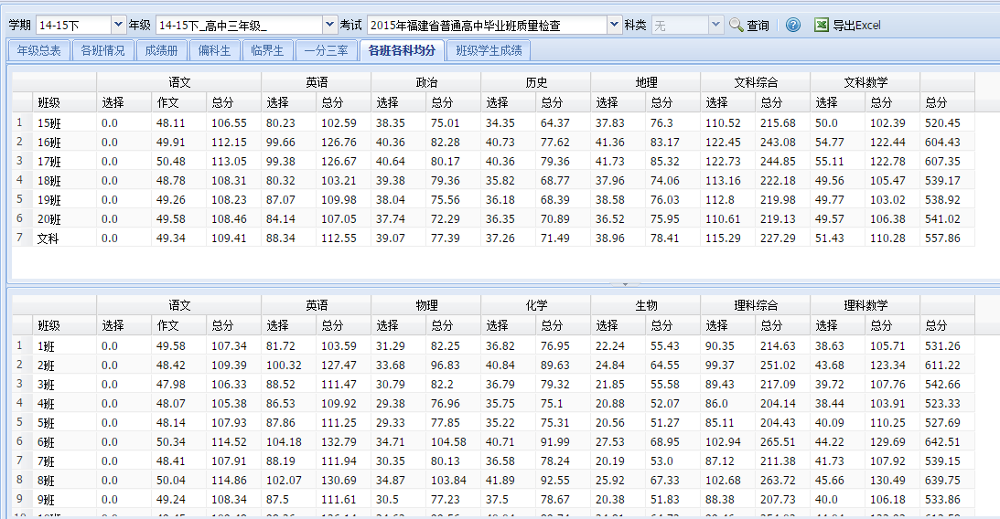 学期 14-15下 年级 14-15下_高中三年级_ 考试 2015年福建省普通高中毕业班质量检查 科类 无 查询 导出Excel
年级总表 各班情况 成绩册 偏科生 临界生 一分三率 各班各科均分 班级学生成绩
语文 英语 政治 历史 地理 文科综合 文科数学
班级 选择 作文 总分 选择 总分 选择 总分 选择 总分 选择 总分 选择 总分 选择 总分 总分
1 15班 0.0 48.11 106.55 80.23 102.59 38.35 75.01 34.35 64.37 37.83 76.3 110.52 215.68 50.0 102.39 520.45
2 16班 0.0 49.91 112.15 99.66 126.76 40.36 82.28 40.73 77.62 41.36 83.17 122.45 243.08 54.77 122.44 604.43
3 17班 0.0 50.48 113.05 99.38 126.67 40.64 80.17 40.36 79.36 41.73 85.32 122.73 244.85 55.11 122.78 607.35
4 18班 0.0 48.78 108.31 80.32 103.21 39.38 79.36 35.82 68.77 37.96 74.06 113.16 222.18 49.56 105.47 539.17
5 19班 0.0 49.26 108.23 87.07 109.98 38.04 75.56 36.18 68.39 38.58 76.03 112.8 219.98 49.77 103.02 538.92
6 20班 0.0 49.58 108.46 84.14 107.05 37.74 72.29 36.35 70.89 36.52 75.95 110.61 219.13 49.57 106.38 541.02
7 文科 0.0 49.34 109.41 88.34 112.55 39.07 77.39 37.26 71.49 38.96 78.41 115.29 227.29 51.43 110.28 557.86
语文 英语 物理 化学 生物 理科综合 理科数学
班级 选择 作文 总分 选择 总分 选择 总分 选择 总分 选择 总分 选择 总分 选择 总分 总分
1 1班 0.0 49.58 107.34 81.72 103.59 31.29 82.25 36.82 76.95 22.24 55.43 90.35 214.63 38.63 105.71 531.26
2 2班 0.0 48.42 109.39 100.32 127.47 33.68 96.83 40.84 89.63 24.84 64.55 99.37 251.02 43.68 123.34 611.22
3 3班 0.0 47.98 106.33 88.52 111.47 30.79 82.2 36.79 79.32 21.85 55.58 89.43 217.09 39.72 107.76 542.66
4 4班 0.0 48.07 105.38 86.53 109.92 29.38 76.96 35.75 75.1 20.88 52.07 86.0 204.14 38.44 103.91 523.33
5 5班 0.0 48.14 107.93 87.86 111.25 29.33 77.85 35.22 75.31 20.56 51.27 85.11 204.43 40.09 110.25 527.69
6 6班 0.0 50.34 114.52 104.18 132.79 34.71 104.58 40.71 91.99 27.53 68.95 102.94 265.51 44.22 129.69 642.51
7 7班 0.0 48.41 107.91 88.19 111.94 30.35 80.13 36.58 78.24 20.19 53.0 87.12 211.38 41.73 107.92 539.15
8 8班 0.0 50.04 114.86 102.07 130.69 34.87 103.84 41.89 92.55 25.92 67.33 102.68 263.72 45.66 130.49 639.75
9 9班 0.0 49.24 108.34 87.5 111.61 30.5 77.23 37.5 78.67 20.38 51.83 88.38 207.73 40.0 106.18 533.86